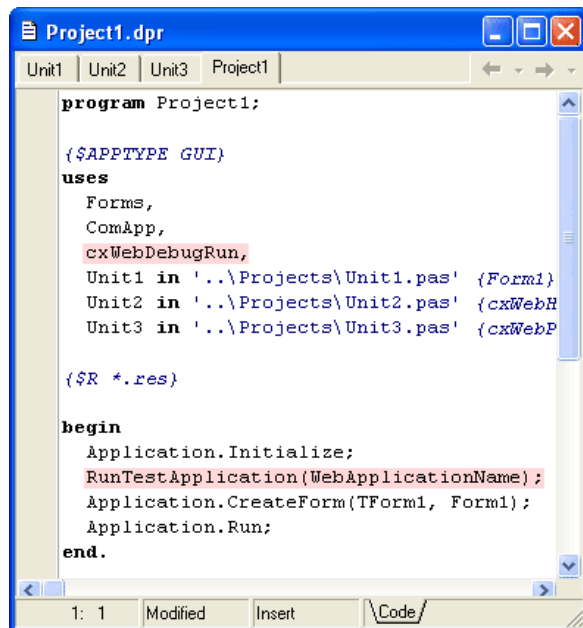 Project1.dpr
Unit1 Unit2 Unit3 Project1
program Project1;
{$APPTYPE GUI}
uses
Forms,
ComApp,
cxWebDebugRun,
Unit1 in '..\Projects\Unit1.pas' {Form1}
Unit2 in '..\Projects\Unit2.pas' {cxWebH
Unit3 in '..\Projects\Unit3.pas' {cxWebP
{$R *.res}
begin
Application.Initialize;
RunTestApplication(WebApplicationName);
Application.CreateForm(TForm1, Form1);
Application.Run;
end.
1: 1 Modified Insert \Code/